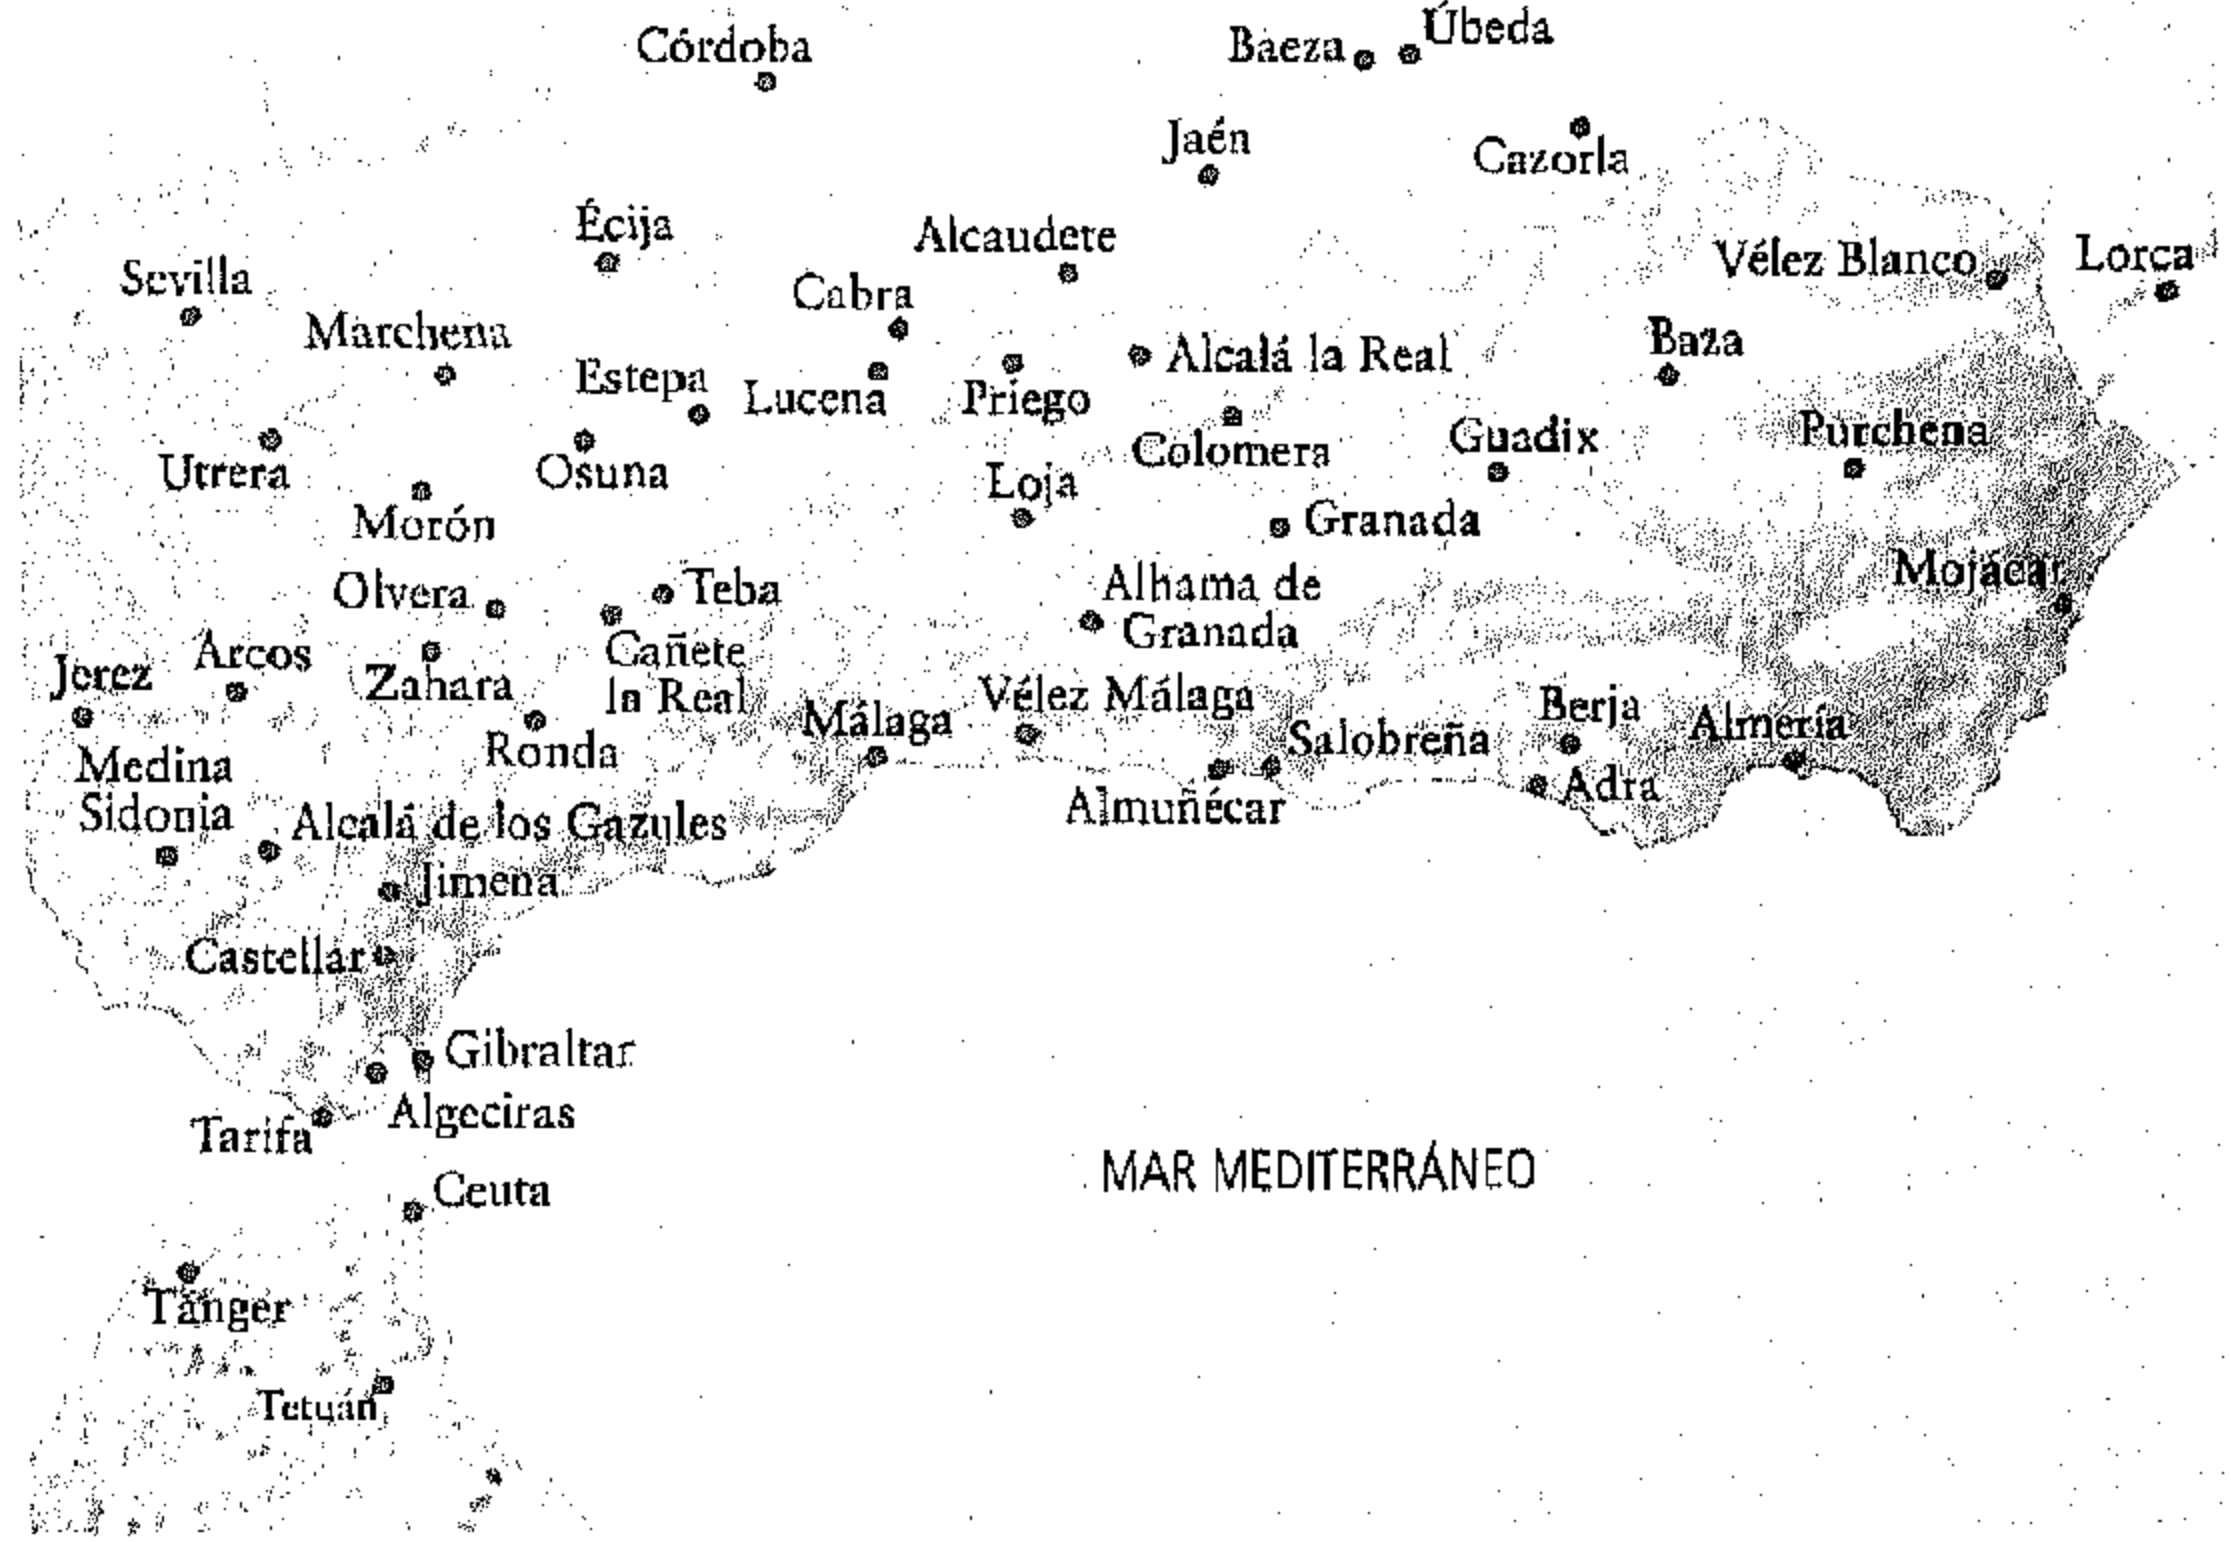 Córdoba
Baeza
Úbeda
Jaén
Cazorla
Écija
Alcaudete
Sevilla
Cabra
Vélez Blanco
Lorca
Marchena
Estepa
Lucena
Priego
Alcalá la Real
Baza
Utrera
Osuna
Colomera
Guadix
Purchena
Morón
Loja
Granada
Olvera
Teba
Alhama de
Granada
Mojácar
Jerez
Arcos
Zahara
Cañete
la Real
Ronda
Málaga
Vélez Málaga
Salobreña
Berja
Almería
Medina
Sidonia
Almuñécar
Adra
Alcalá de los Gazules
Jimena
Castellar
Gibraltar
Algeciras
Tarifa
MAR MEDITERRÁNEO
Ceuta
Tánger
Tetuán